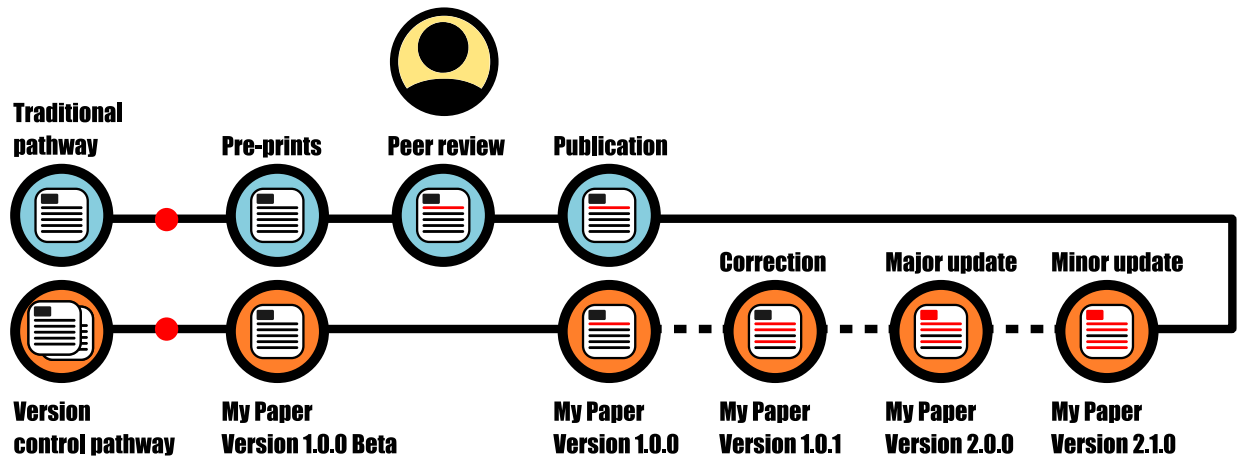 Traditional
pathway
Pre-prints
Peer review
Publication
Correction
Major update
Minor update
Version
control pathway
My Paper
Version 1.0.0 Beta
My Paper
Version 1.0.0
My Paper
Version 1.0.1
My Paper
Version 2.0.0
My Paper
Version 2.1.0